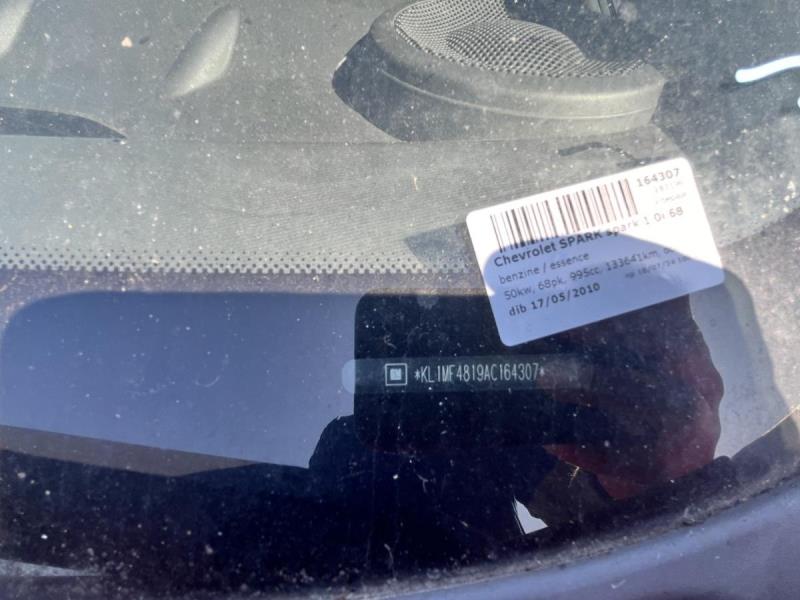 164307
Chevrolet SPARK spark 1 0i 68
benzine / essence
50kw, 68pk, 995cc, 133641km,
dib 17/05/2010
*KL1MF4819AC164307*